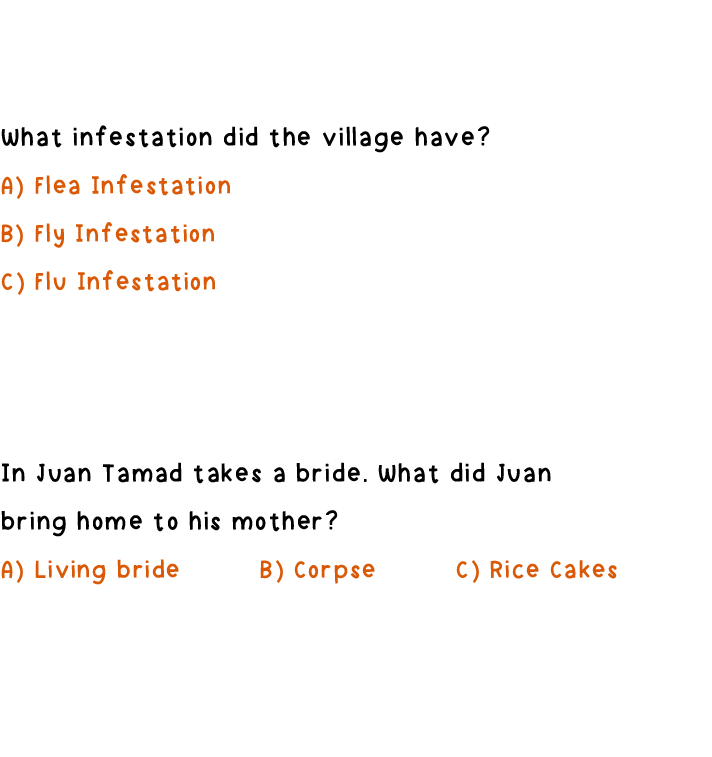 What infestation did the village have?
A) Flea Infestation
B) Fly Infestation
C) Flu Infestation
In Juan Tamad takes a bride. What did Juan
bring home to his mother?
A) Living bride B) Corpse C) Rice Cakes